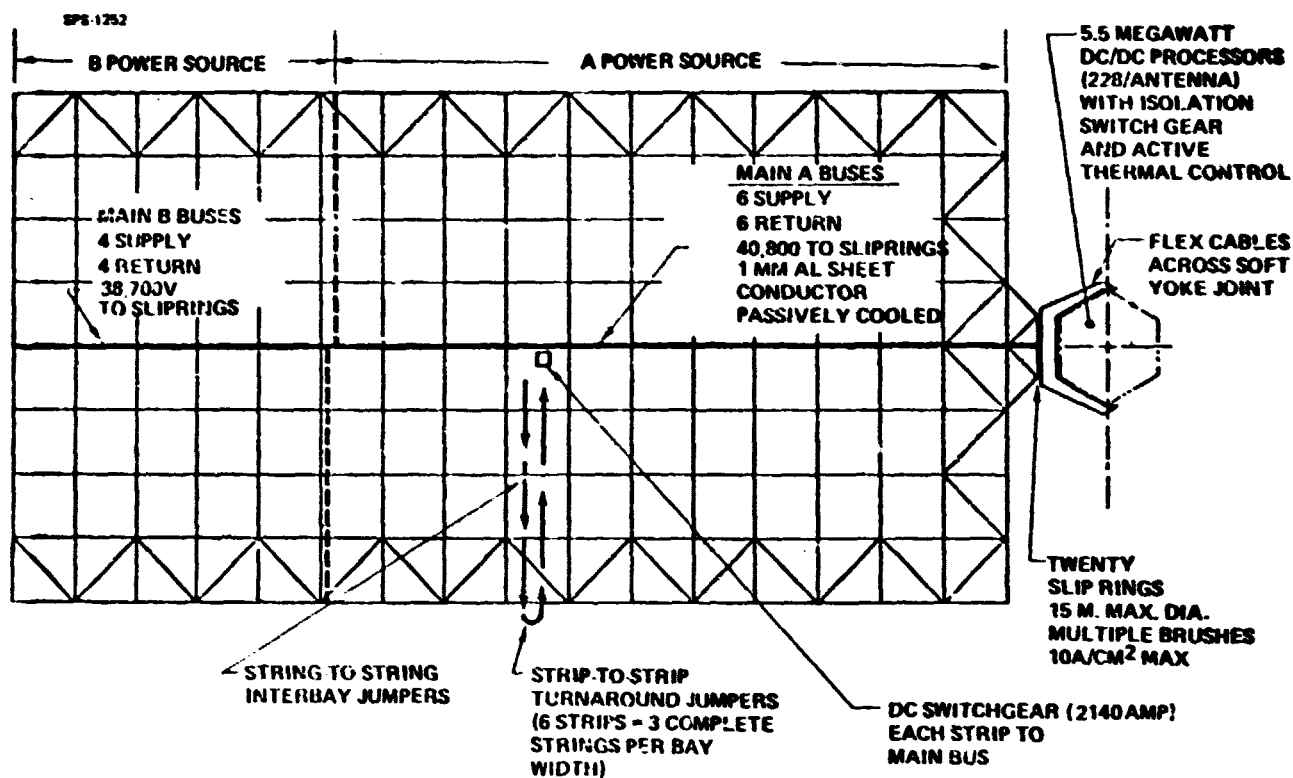 SPS-1252
B POWER SOURCE
A POWER SOURCE
5.5 MEGAWATT
DC/DC PROCESSORS
(228/ANTENNA)
WITH ISOLATION
SWITCH GEAR
AND ACTIVE
THERMAL CONTROL
MAIN B BUSES
4 SUPPLY
4 RETURN
38,700V
TO SLIPRINGS
MAIN A BUSES
6 SUPPLY
6 RETURN
40,800 TO SLIPRINGS
1 MM AL SHEET
CONDUCTOR
PASSIVELY COOLED
FLEX CABLES
ACROSS SOFT
YOKE JOINT
TWENTY
SLIP RINGS
15 M. MAX. DIA.
MULTIPLE BRUSHES
10A/CM² MAX
STRING TO STRING
INTERBAY JUMPERS
STRIP-TO-STRIP
TURNAROUND JUMPERS
(6 STRIPS = 3 COMPLETE
STRINGS PER BAY
WIDTH)
DC SWITCHGEAR (2140 AMP)
EACH STRIP TO
MAIN BUS